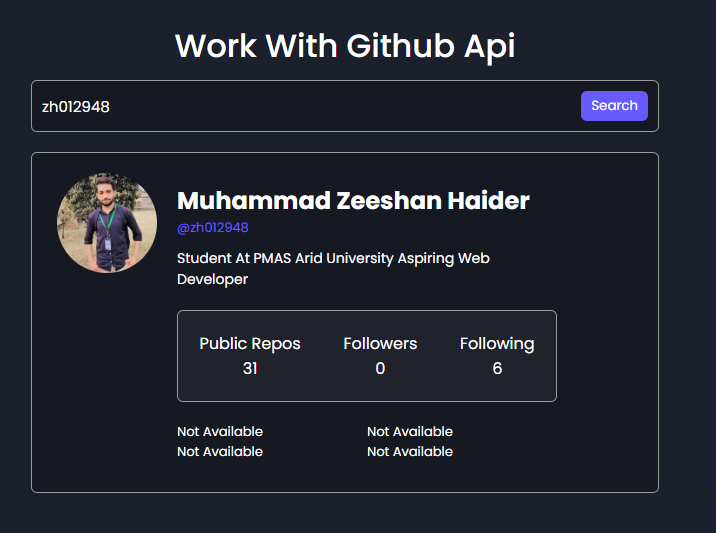 Work With Github Api
zh012948
Search
Muhammad Zeeshan Haider
@zh012948
Student At PMAS Arid University Aspiring Web
Developer
Public Repos
31
Followers
0
Following
6
Not Available
Not Available
Not Available
Not Available